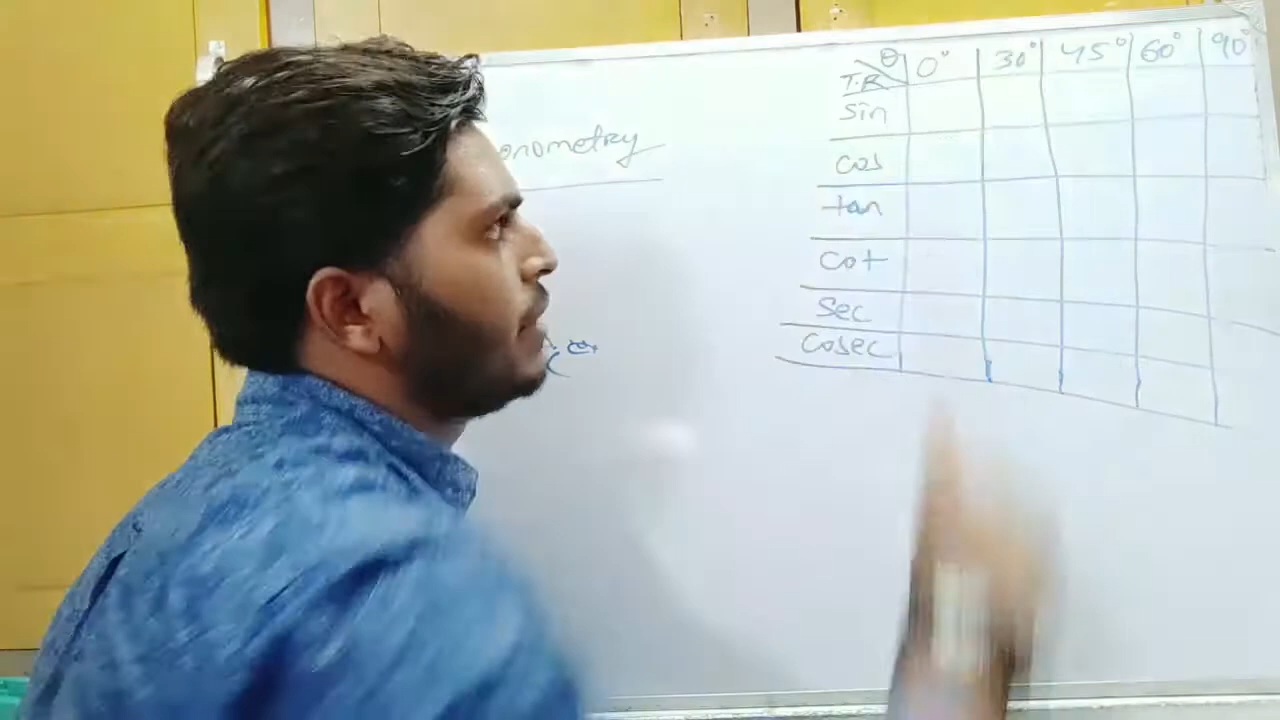 onometry
θ 0° 30° 45° 60° 90°
T.R
sin
cos
tan
cot
Sec
Cosec